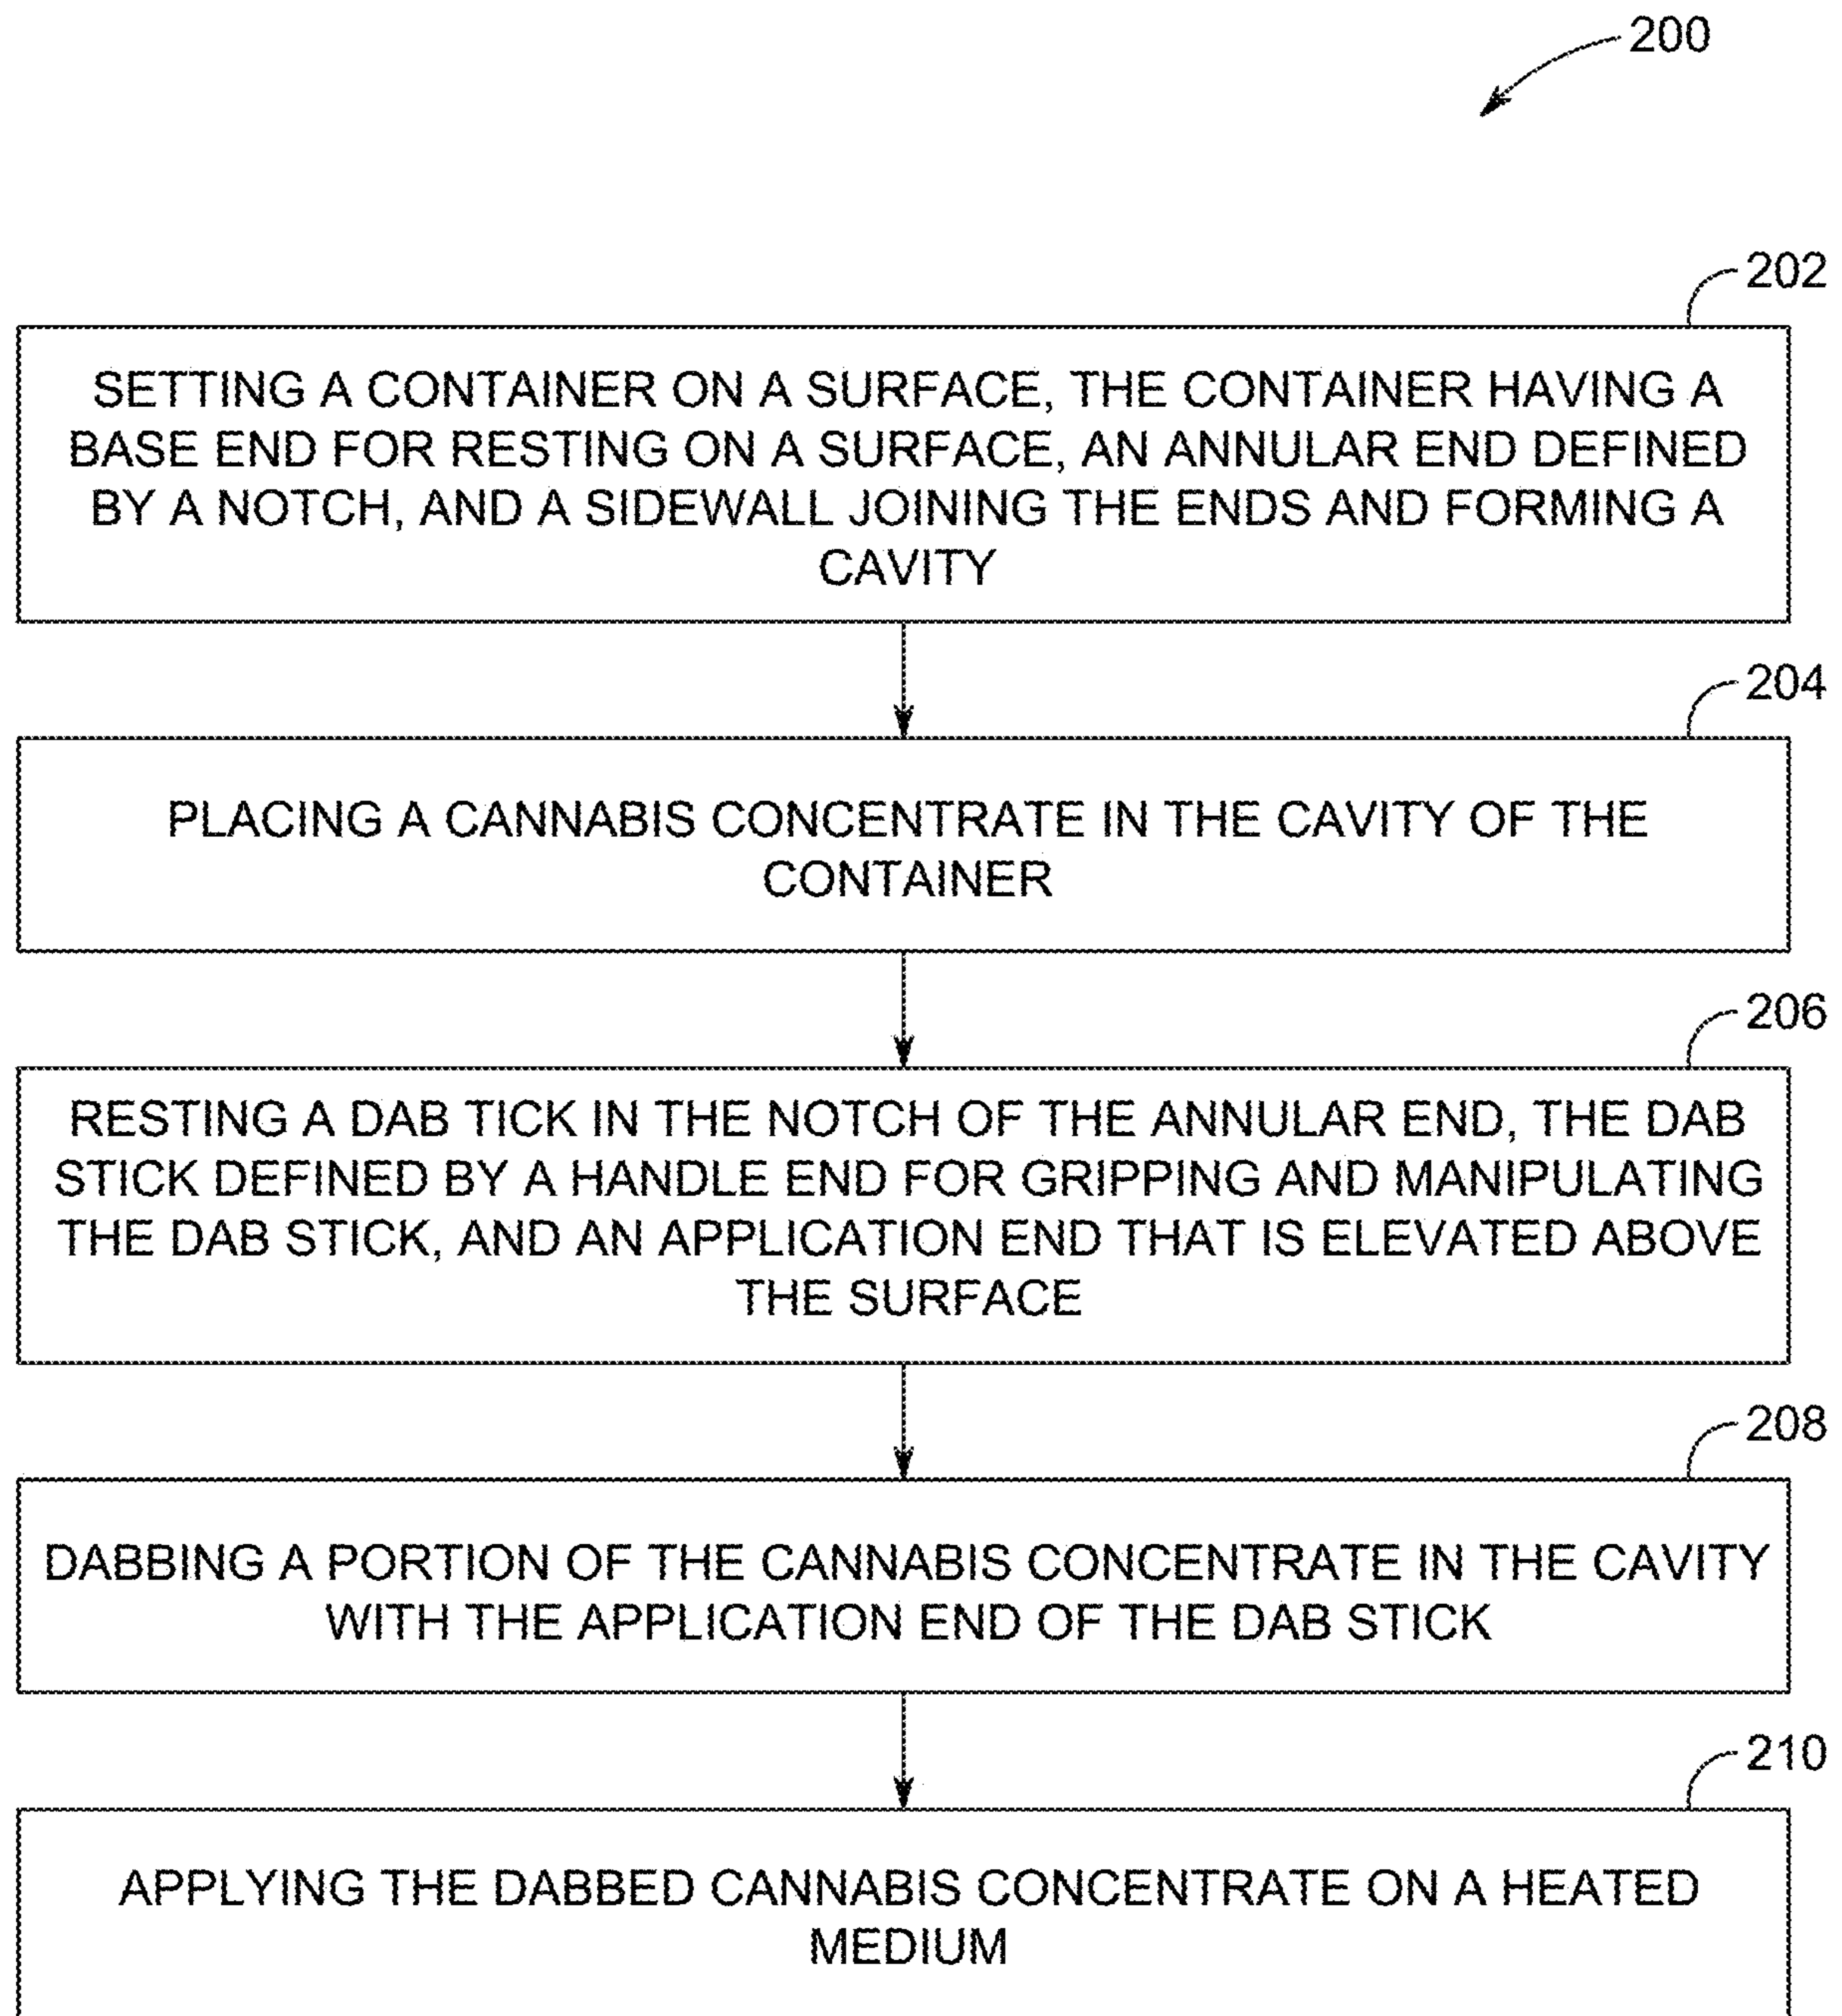 200
202
SETTING A CONTAINER ON A SURFACE, THE CONTAINER HAVING A
BASE END FOR RESTING ON A SURFACE, AN ANNULAR END DEFINED
BY A NOTCH, AND A SIDEWALL JOINING THE ENDS AND FORMING A
CAVITY
204
PLACING A CANNABIS CONCENTRATE IN THE CAVITY OF THE
CONTAINER
206
RESTING A DAB TICK IN THE NOTCH OF THE ANNULAR END, THE DAB
STICK DEFINED BY A HANDLE END FOR GRIPPING AND MANIPULATING
THE DAB STICK, AND AN APPLICATION END THAT IS ELEVATED ABOVE
THE SURFACE
208
DABBING A PORTION OF THE CANNABIS CONCENTRATE IN THE CAVITY
WITH THE APPLICATION END OF THE DAB STICK
210
APPLYING THE DABBED CANNABIS CONCENTRATE ON A HEATED
MEDIUM